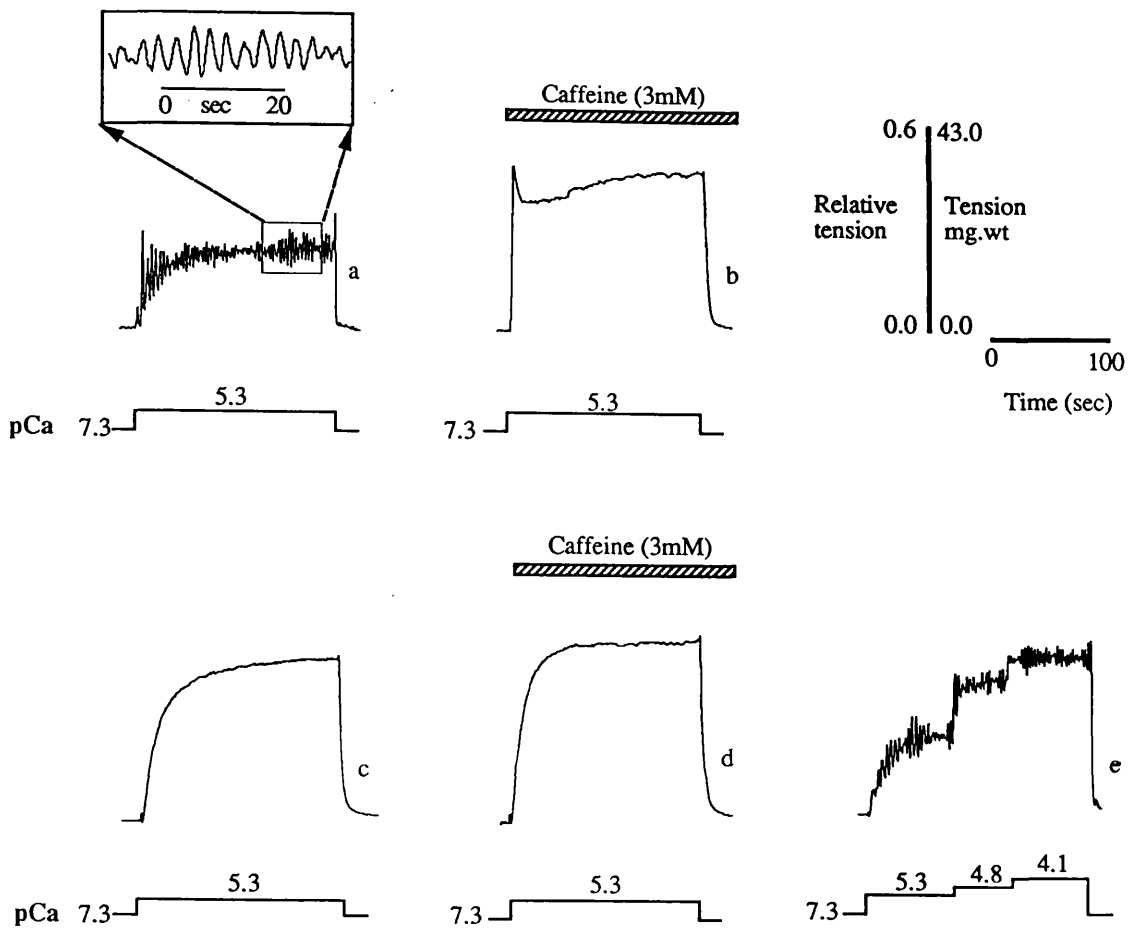 0 sec 20
a
Caffeine (3mM)
b
0.6 43.0
Relative tension
Tension mg.wt
0.0 0.0
0 100
Time (sec)
pCa 7.3 5.3
7.3 5.3
c
Caffeine (3mM)
d
e
pCa 7.3 5.3
7.3 5.3
7.3 5.3 4.8 4.1